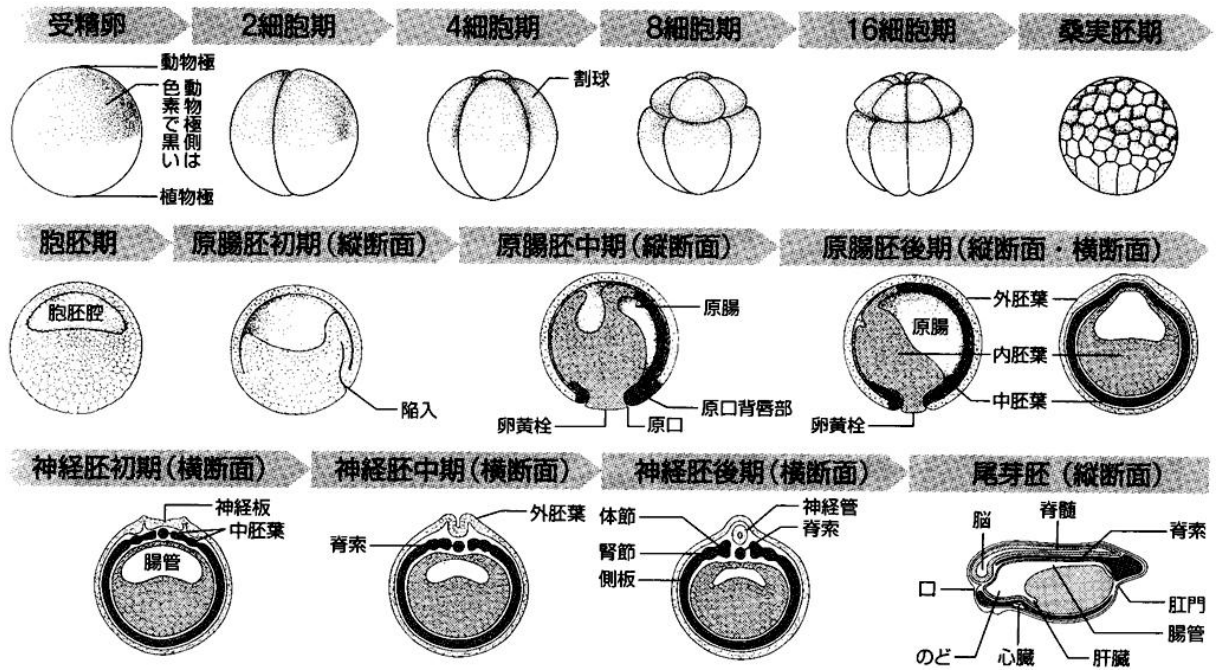 受精卵
2細胞期
4細胞期
8細胞期
16細胞期
桑実胚期
動物極
動物極側は
色素で黒い
植物極
割球
胞胚期
原腸胚初期(縦断面)
原腸胚中期(縦断面)
原腸胚後期(縦断面・横断面)
胞胚腔
陥入
原腸
原口背唇部
卵黄栓
原口
原腸
卵黄栓
外胚葉
内胚葉
中胚葉
神経胚初期(横断面)
神経胚中期(横断面)
神経胚後期(横断面)
尾芽胚(縦断面)
神経板
中胚葉
腸管
外胚葉
脊索
体節
腎節
側板
神経管
脊索
脳
脊髄
脊索
口
肛門
腸管
のど
心臓
肝臓